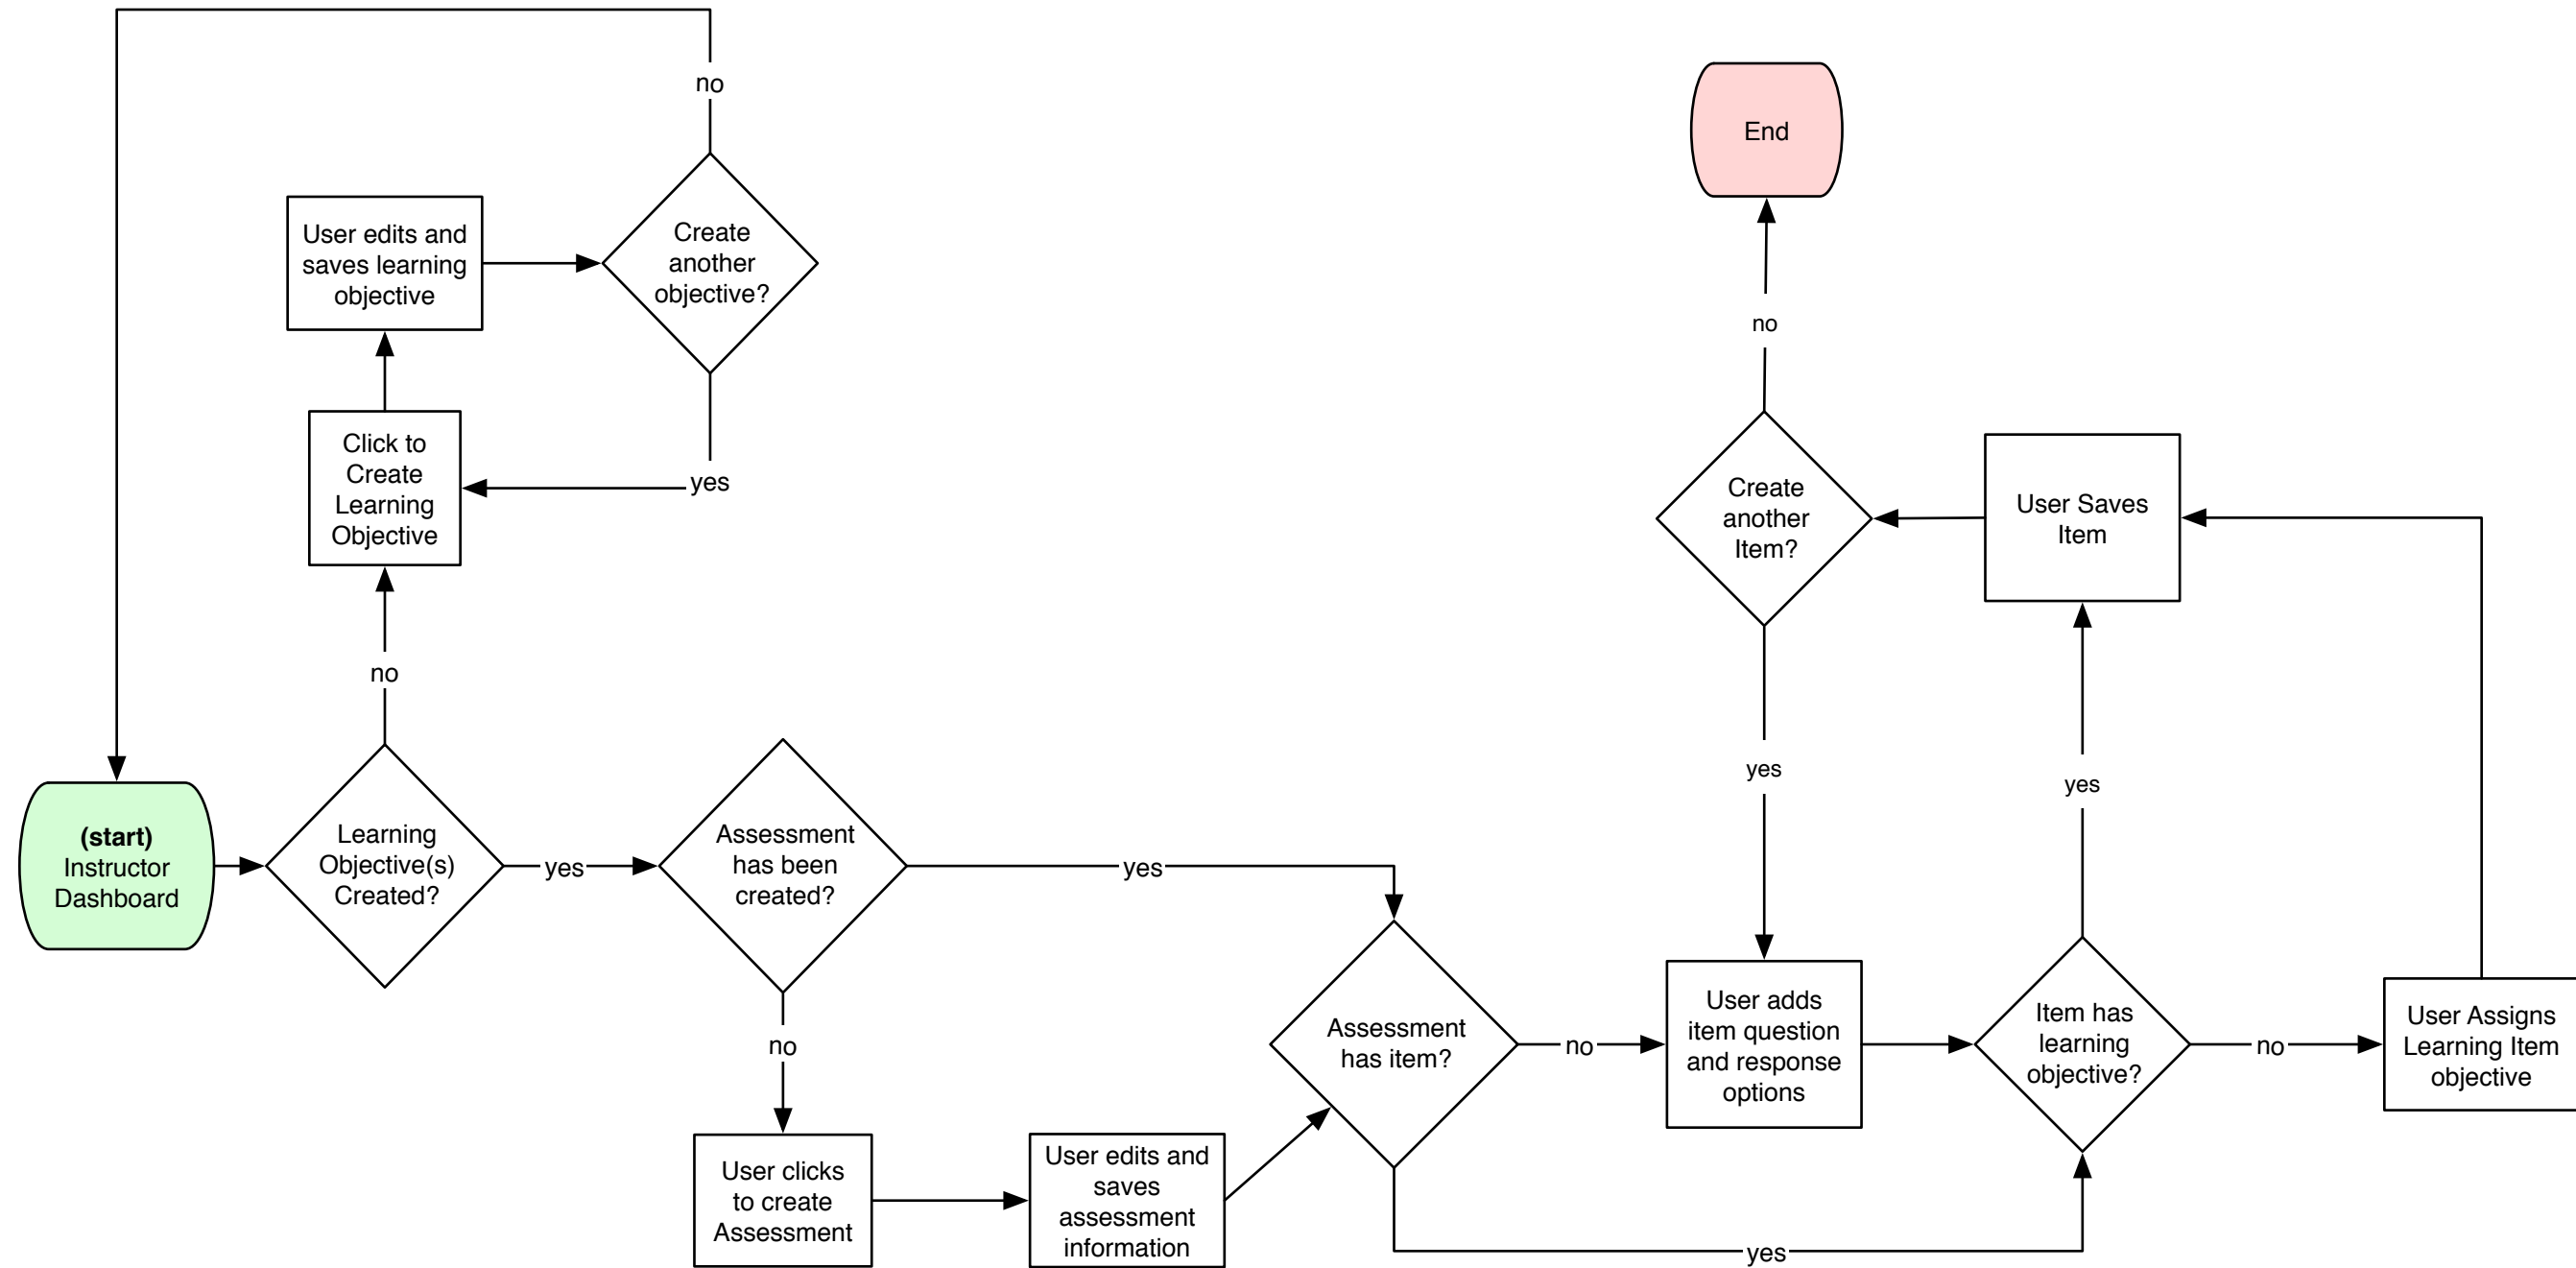 no
End
User edits and
saves learning
objective
Create
another
objective?
no
Click to
Create
Learning
Objective
yes
Create
another
Item?
User Saves
Item
no
yes
yes
(start)
Instructor
Dashboard
Learning
Objective(s)
Created?
yes
Assessment
has been
created?
yes
no
Assessment
has item?
no
User adds
item question
and response
options
Item has
learning
objective?
no
User Assigns
Learning Item
objective
User clicks
to create
Assessment
User edits and
saves
assessment
information
yes